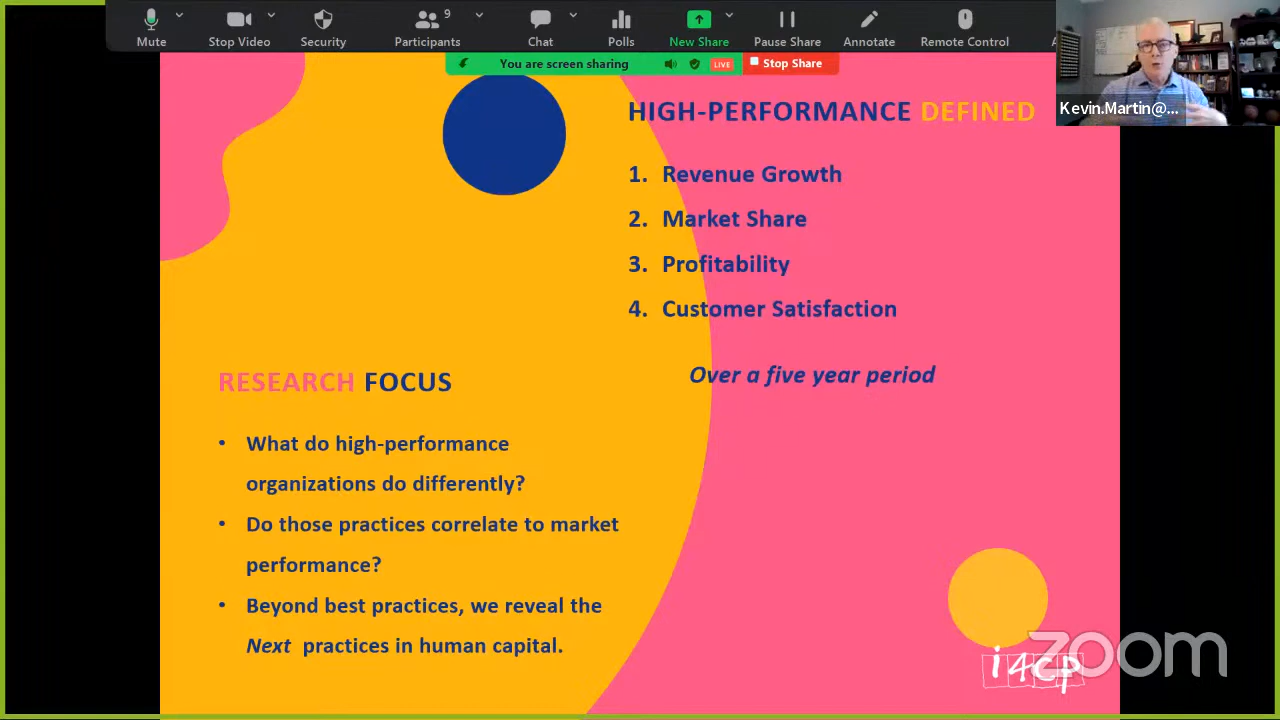 Mute
Stop Video
Security
9
Participants
Chat
Polls
New Share
Pause Share
Annotate
Remote Control
You are screen sharing
LIVE
Stop Share
Kevin.Martin@...
HIGH-PERFORMANCE DEFINED
1. Revenue Growth
2. Market Share
3. Profitability
4. Customer Satisfaction
Over a five year period
RESEARCH FOCUS
• What do high-performance
organizations do differently?
• Do those practices correlate to market
performance?
• Beyond best practices, we reveal the
Next practices in human capital.
zoom
i4cp